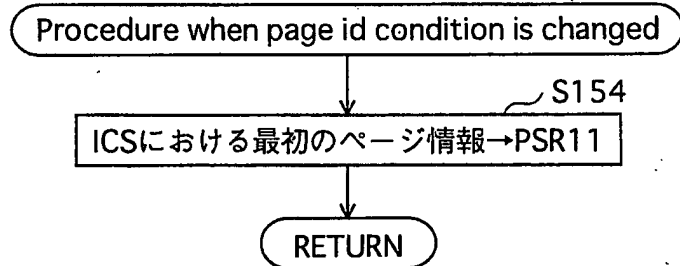 Procedure when page id condition is changed
S154
ICSにおける最初のページ情報→PSR11
RETURN